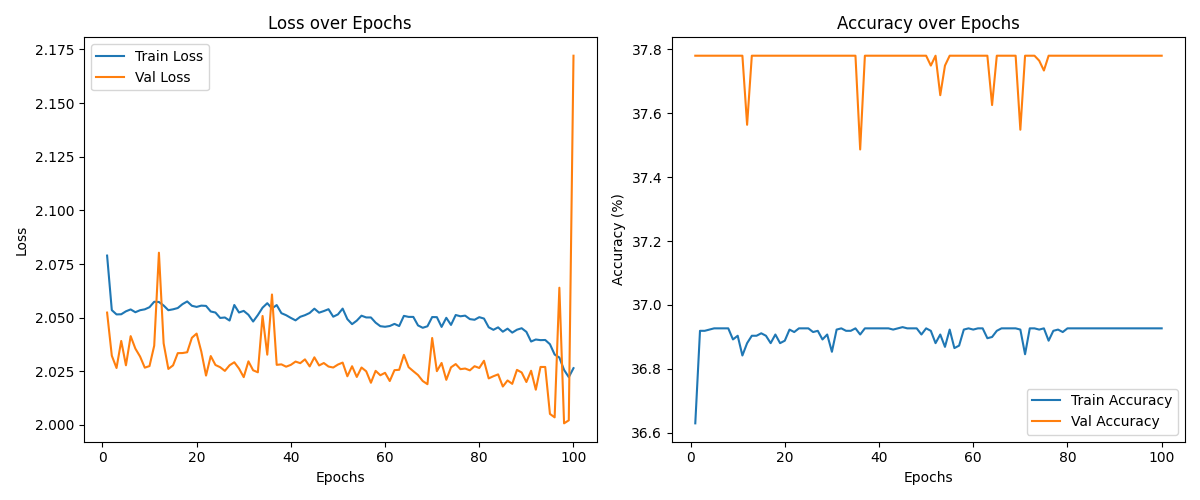 Loss over Epochs
Train Loss
Val Loss
2.175
2.150
2.125
2.100
2.075
2.050
2.025
2.000
Loss
0
20
40
60
80
100
Epochs
Accuracy over Epochs
37.8
37.6
37.4
37.2
37.0
36.8
36.6
Accuracy (%)
Train Accuracy
Val Accuracy
0
20
40
60
80
100
Epochs